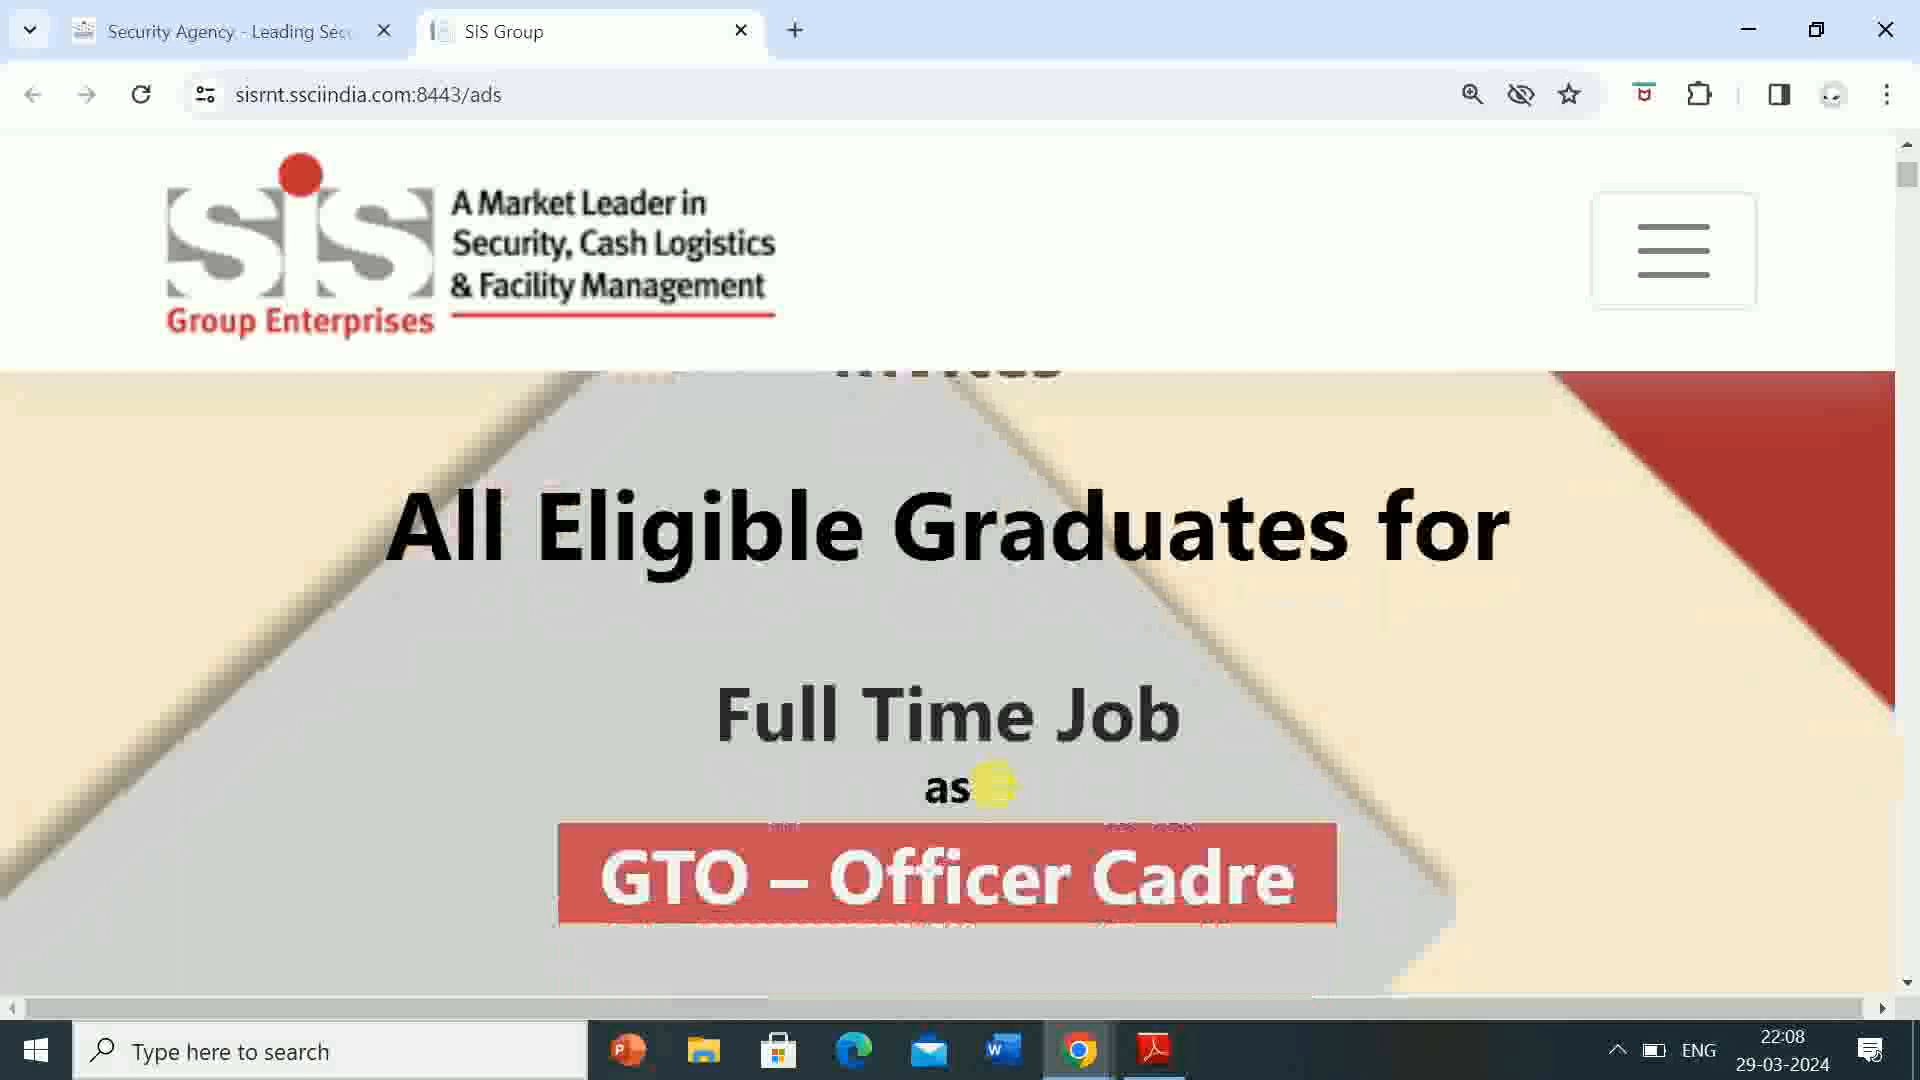 Security Agency - Leading Sec
SIS Group
sisrnt.ssciindia.com:8443/ads
sis
Group Enterprises
A Market Leader in
Security, Cash Logistics
& Facility Management
All Eligible Graduates for
Full Time Job
as
GTO – Officer Cadre
Type here to search
ENG
22:08
29-03-2024